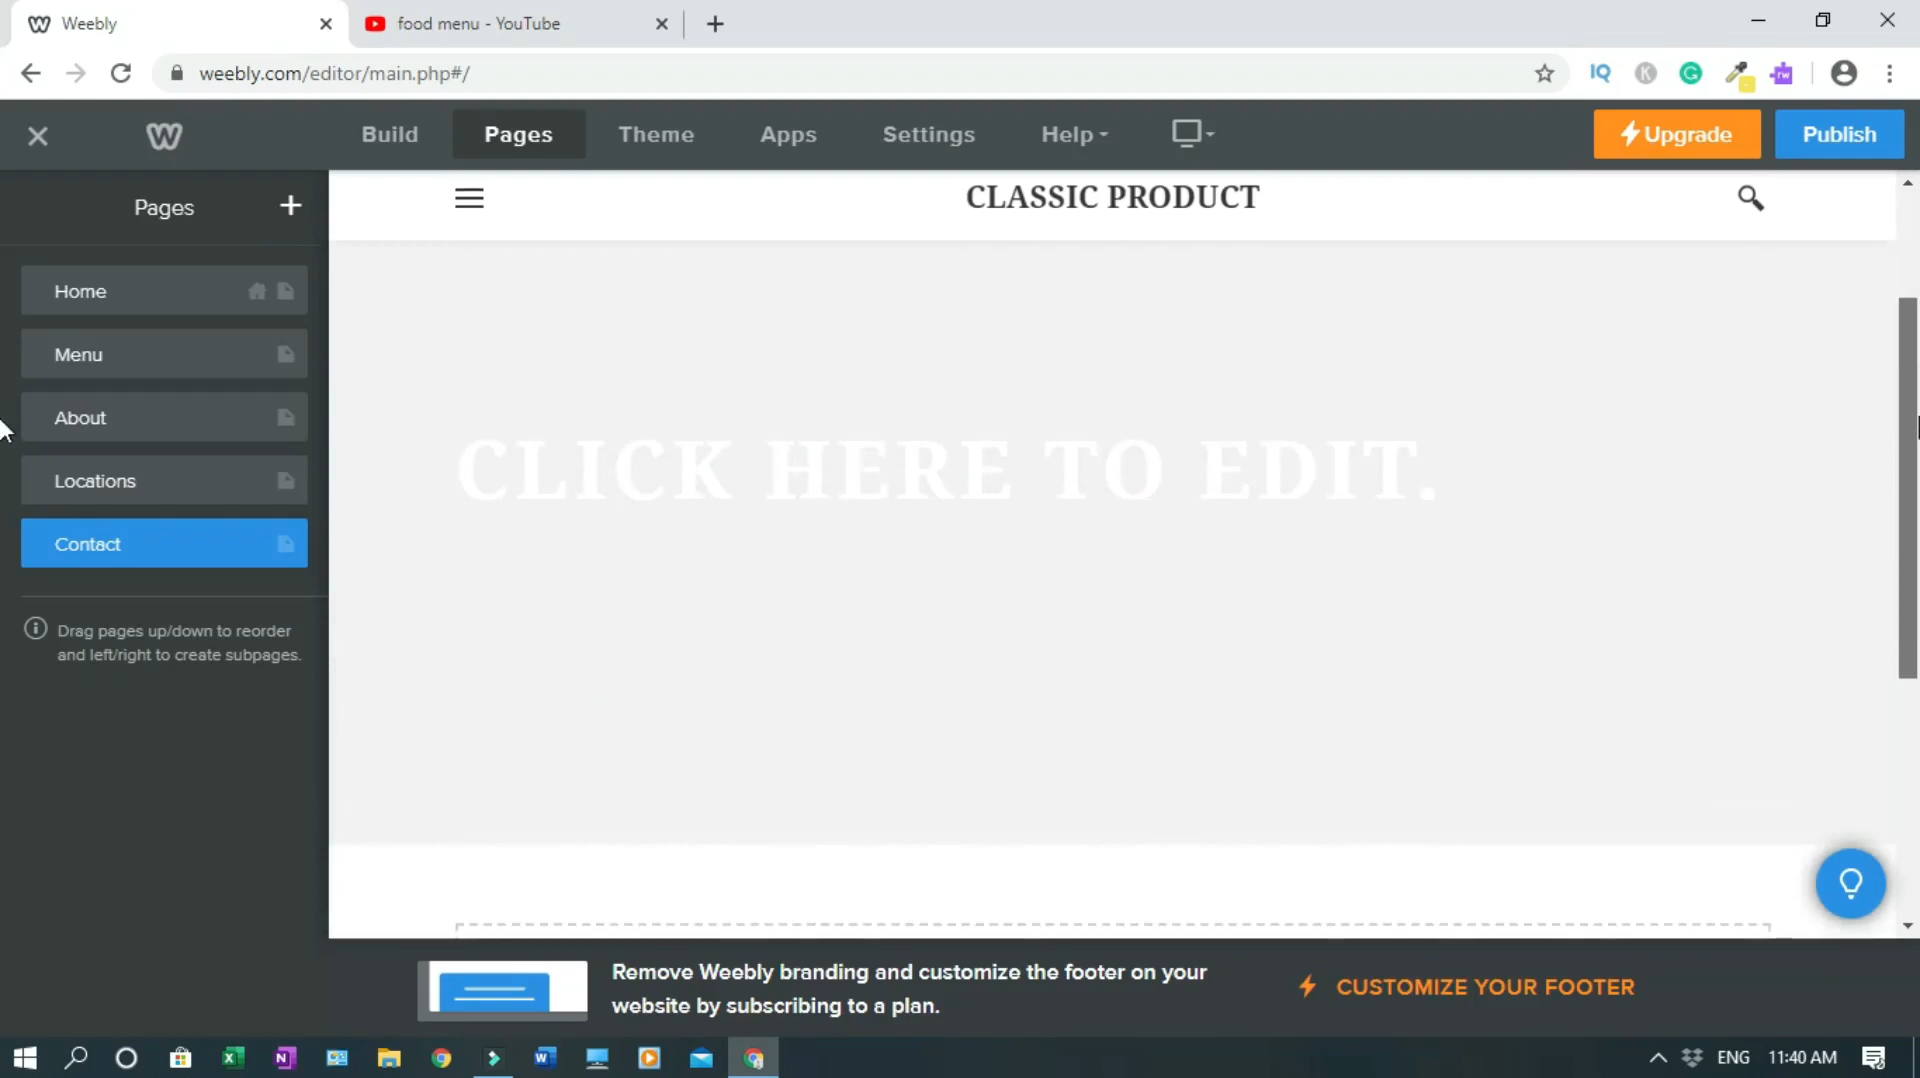 Weebly
food menu - YouTube
weebly.com/editor/main.php#/
IQ
K
G
rw
Build
Pages
Theme
Apps
Settings
Help
Upgrade
Publish
Pages
CLASSIC PRODUCT
Home
Menu
About
Locations
Contact
Drag pages up/down to reorder
and left/right to create subpages.
CLICK HERE TO EDIT.
Remove Weebly branding and customize the footer on your
website by subscribing to a plan.
CUSTOMIZE YOUR FOOTER
ENG
11:40 AM